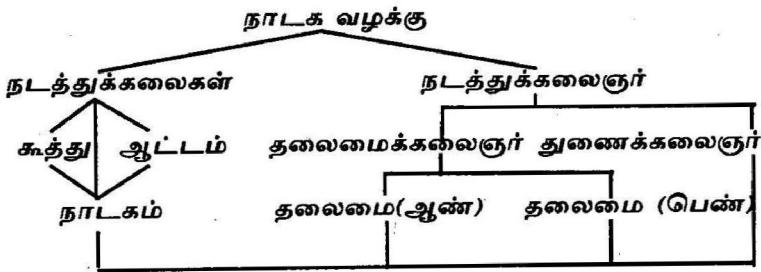 நாடக வழக்கு
நடத்துக்கலைகள் நடத்துக்கலைஞர்
கூத்து ஆட்டம் தலைமைக்கலைஞர் துணைக்கலைஞர்
நாடகம் தலைமை(ஆண்) தலைமை (பெண்)